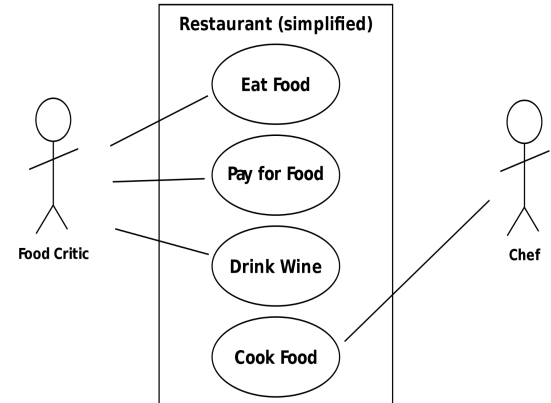 Restaurant (simplified)
Eat Food
Pay for Food
Drink Wine
Cook Food
Food Critic
Chef